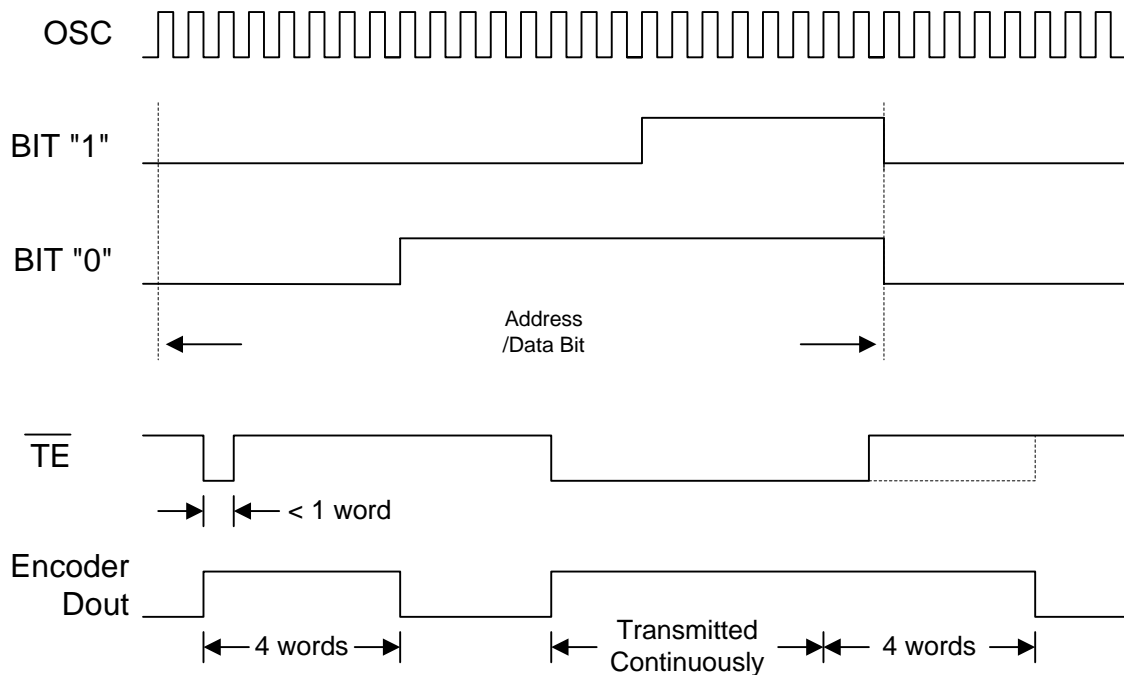 OSC
BIT "1"
BIT "0"
Address
/Data Bit
TE
< 1 word
Encoder
Dout
4 words
Transmitted
Continuously
4 words